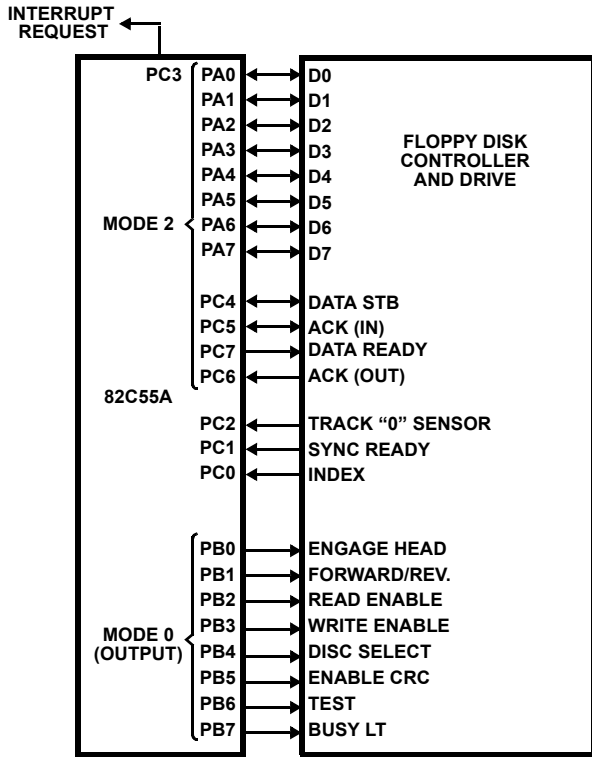 INTERRUPT
REQUEST
PC3 PA0 D0
PA1 D1
PA2 D2
PA3 D3
PA4 D4
PA5 D5
PA6 D6
PA7 D7
FLOPPY DISK
CONTROLLER
AND DRIVE
MODE 2
PC4 DATA STB
PC5 ACK (IN)
PC7 DATA READY
PC6 ACK (OUT)
82C55A
PC2 TRACK “0” SENSOR
PC1 SYNC READY
PC0 INDEX
PB0 ENGAGE HEAD
PB1 FORWARD/REV.
PB2 READ ENABLE
PB3 WRITE ENABLE
PB4 DISC SELECT
PB5 ENABLE CRC
PB6 TEST
PB7 BUSY LT
MODE 0
(OUTPUT)